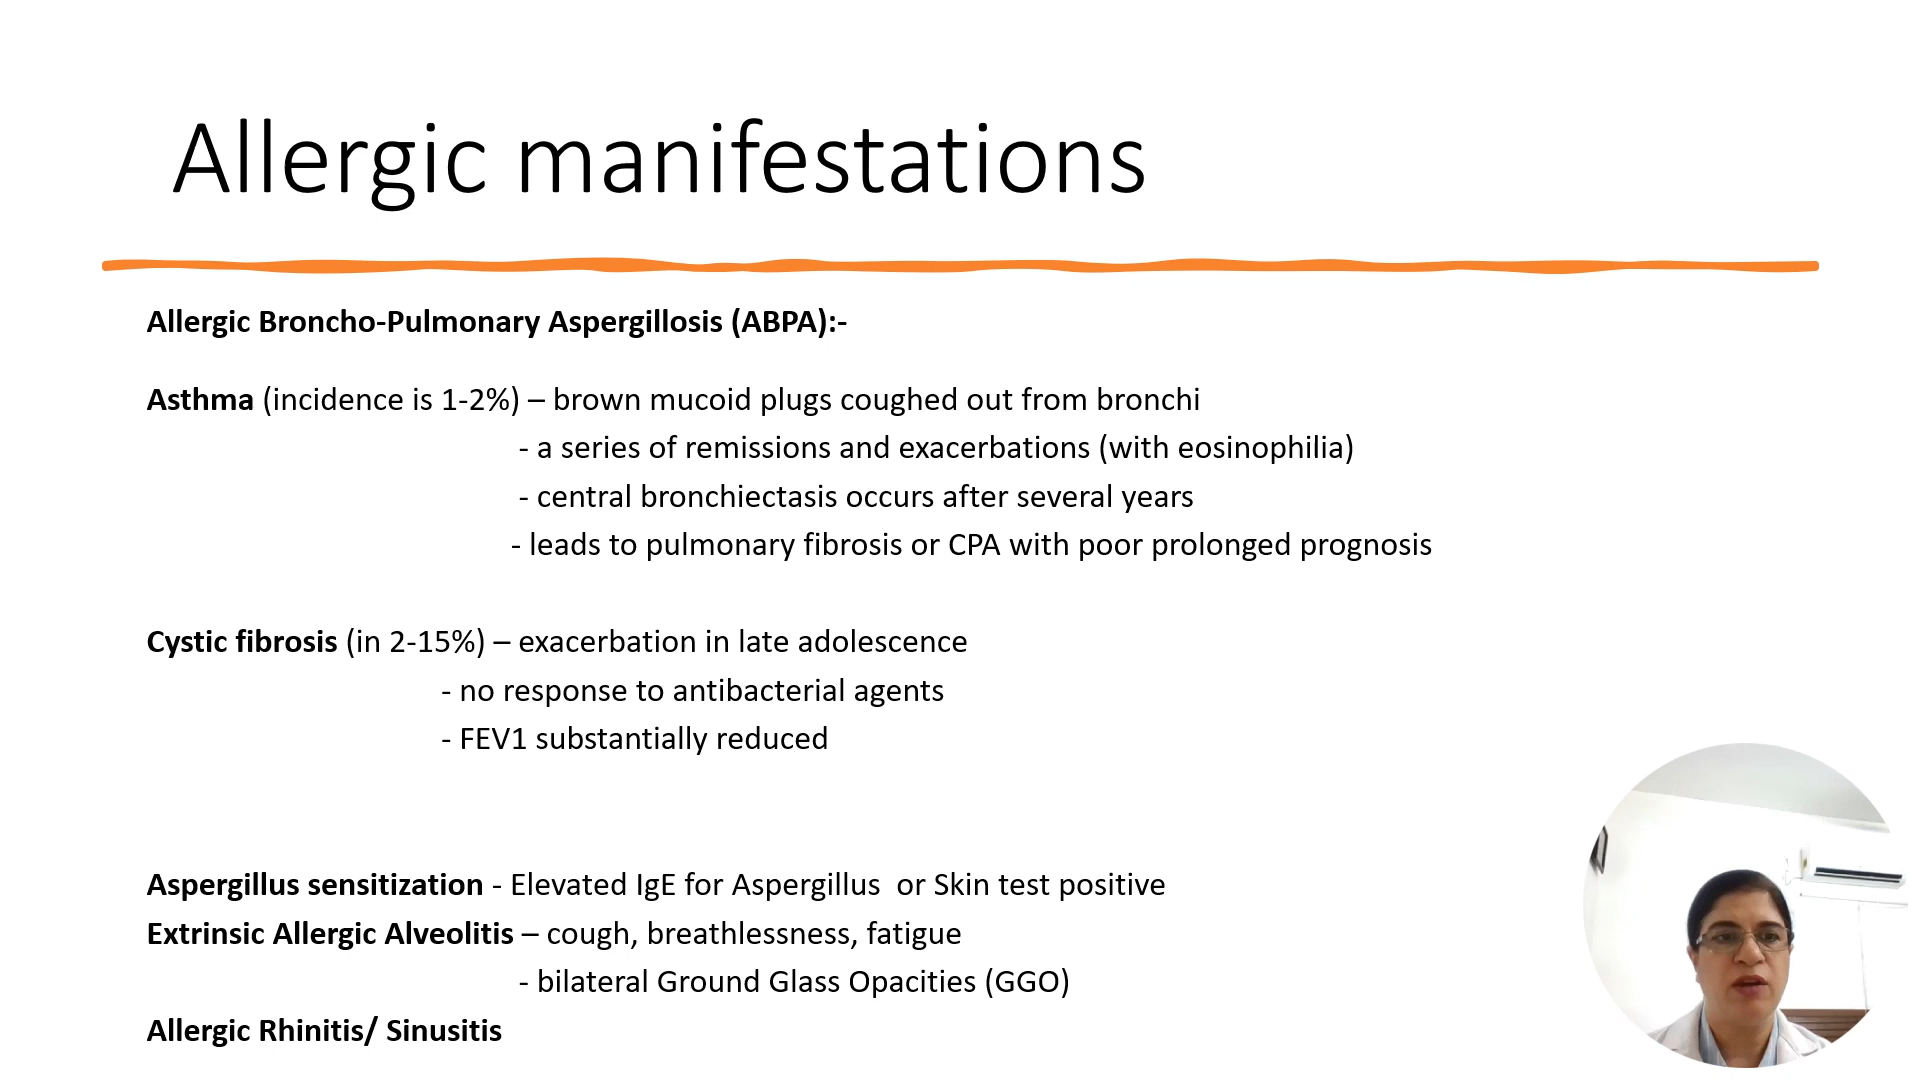 Allergic manifestations
Allergic Broncho-Pulmonary Aspergillosis (ABPA):-
Asthma (incidence is 1-2%) – brown mucoid plugs coughed out from bronchi
- a series of remissions and exacerbations (with eosinophilia)
- central bronchiectasis occurs after several years
- leads to pulmonary fibrosis or CPA with poor prolonged prognosis
Cystic fibrosis (in 2-15%) – exacerbation in late adolescence
- no response to antibacterial agents
- FEV1 substantially reduced
Aspergillus sensitization - Elevated IgE for Aspergillus  or Skin test positive
Extrinsic Allergic Alveolitis – cough, breathlessness, fatigue
- bilateral Ground Glass Opacities (GGO)
Allergic Rhinitis/ Sinusitis